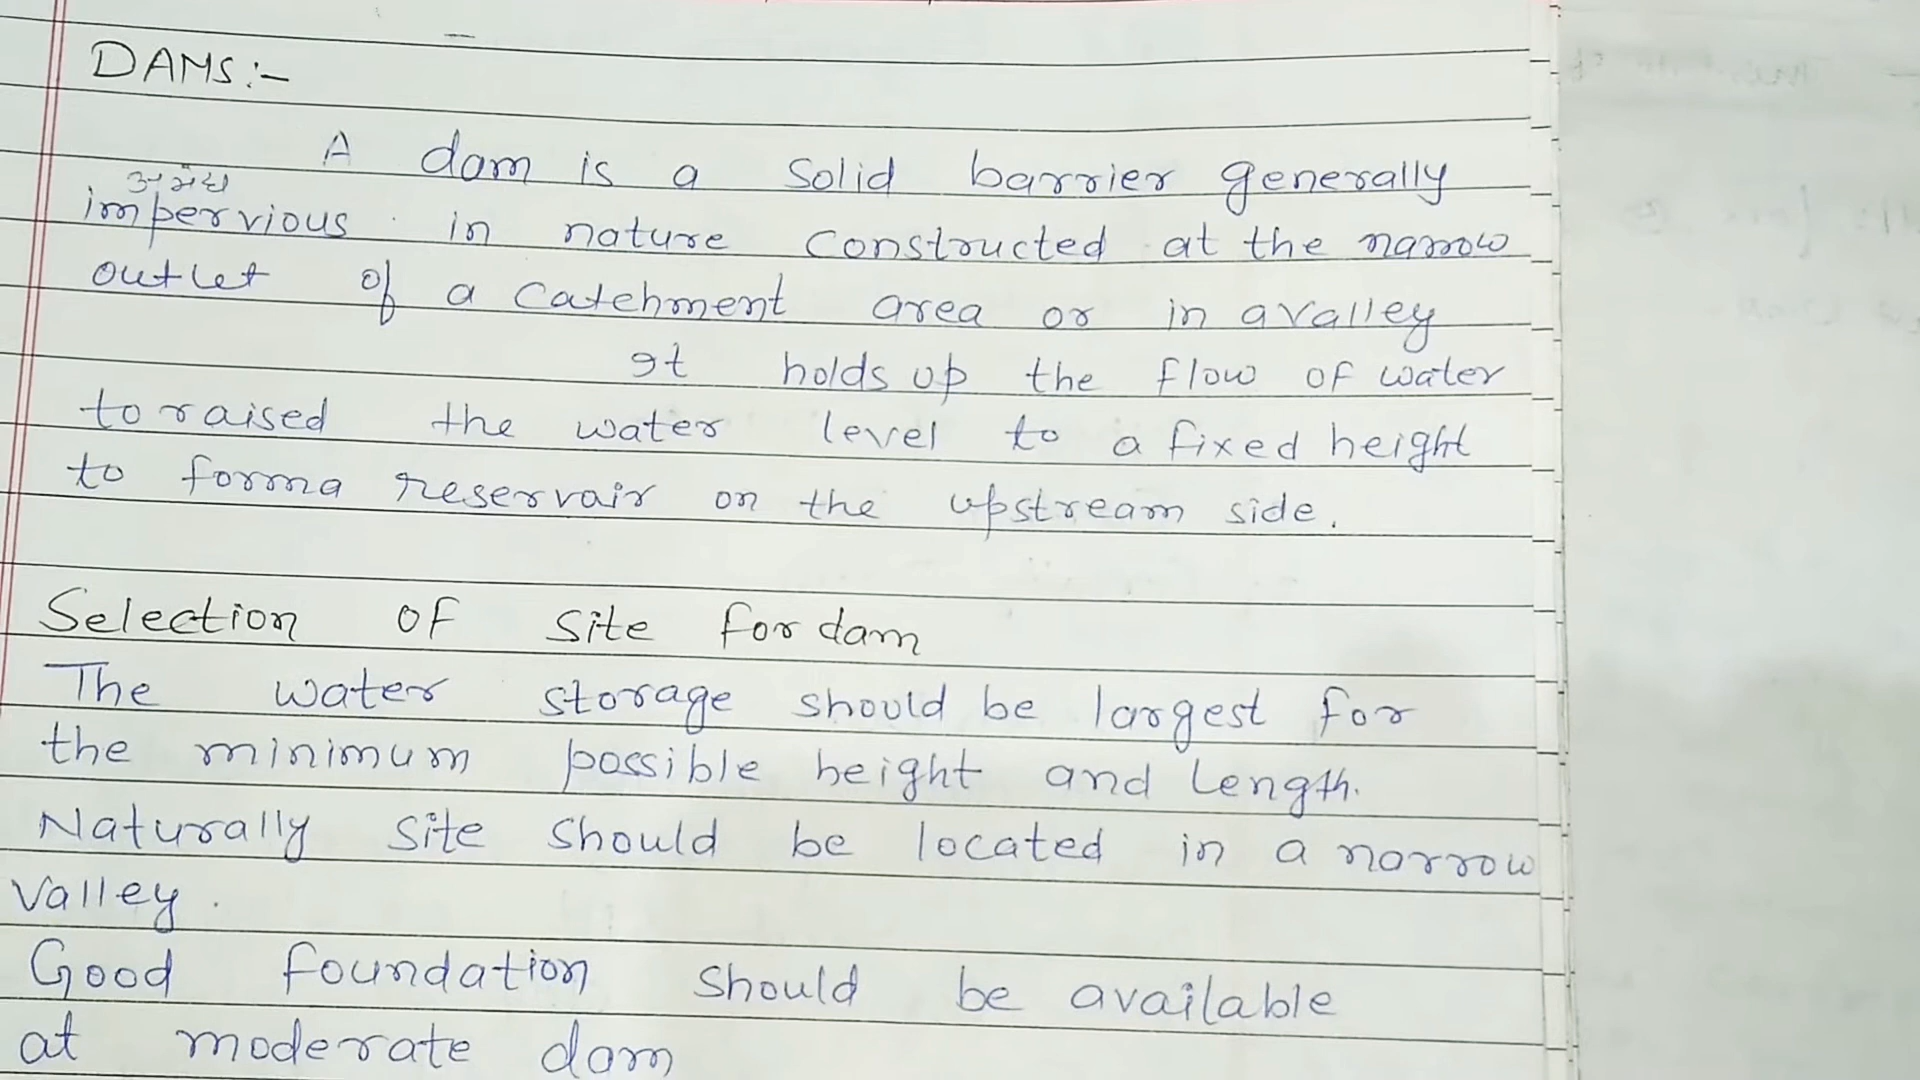 DAMS:-
A dam is a solid barrier generally
अभेद्य
impervious in nature constructed at the narrow
outlet of a catchment area or in a valley
It holds up the flow of water
to raised the water level to a fixed height
to form a reservair on the upstream side.
Selection of site for dam
The water storage should be largest for
the minimum possible height and length.
Naturally site should be located in a narrow
valley.
Good foundation should be available
at moderate dam